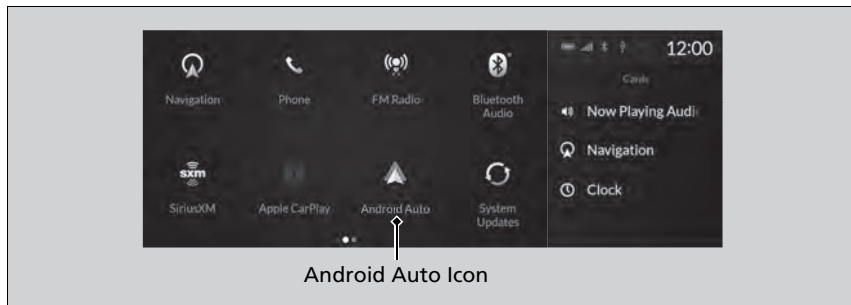 12:00
Cards
Navigation
Phone
FM Radio
Bluetooth
Audio
Now Playing Audi
Navigation
Clock
sxm
SiriusXM
Apple CarPlay
Android Auto
System
Updates
Android Auto Icon